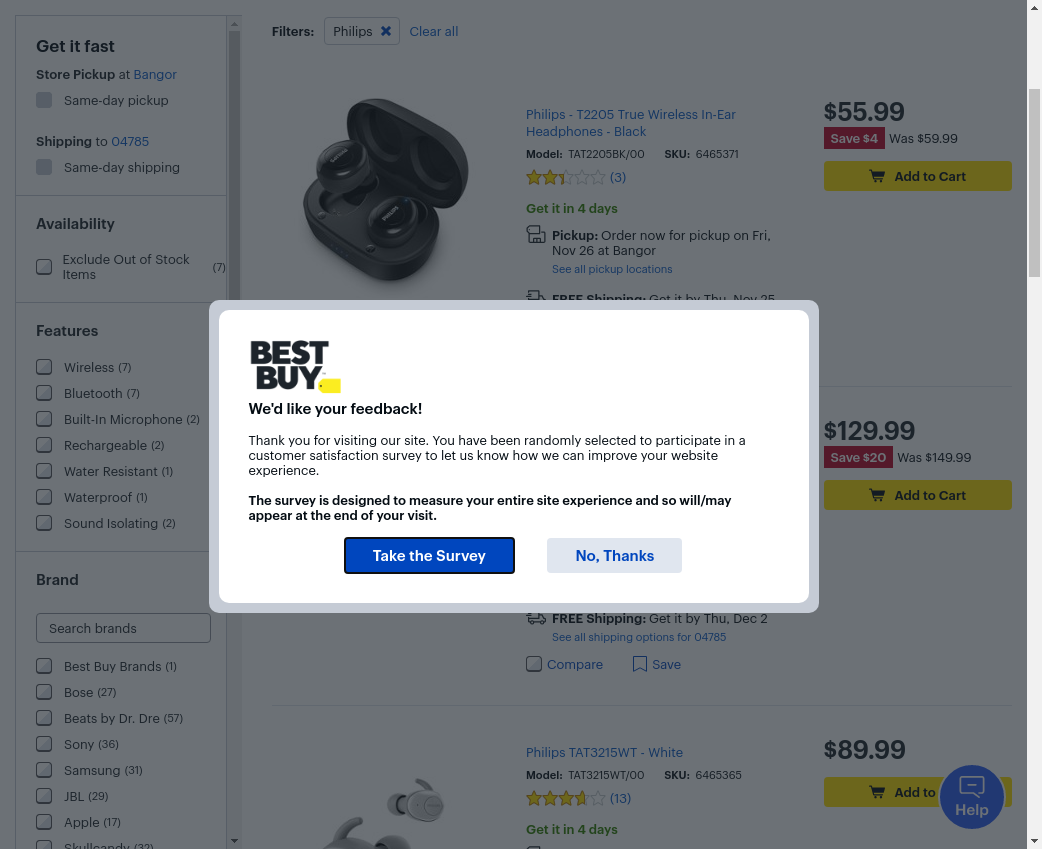 Get it fast
Store Pickup at Bangor
Same-day pickup
Shipping to 04785
Same-day shipping
Availability
Exclude Out of Stock
Items
(7)
Features
Wireless (7)
Bluetooth (7)
Built-In Microphone (2)
Rechargeable (2)
Water Resistant (1)
Waterproof (1)
Sound Isolating (2)
Brand
Search brands
Best Buy Brands (1)
Bose (27)
Beats by Dr. Dre (57)
Sony (36)
Samsung (31)
JBL (29)
Apple (17)
Skullcandy (32)
Filters: Philips Clear all
Philips - T2205 True Wireless In-Ear
Headphones - Black
Model: TAT2205BK/00 SKU: 6465371
(3)
Get it in 4 days
Pickup: Order now for pickup on Fri,
Nov 26 at Bangor
See all pickup locations
FREE Shipping: Get it by Thu, Nov 25
$55.99
Save $4 Was $59.99
Add to Cart
BEST
BUY
We'd like your feedback!
Thank you for visiting our site. You have been randomly selected to participate in a
customer satisfaction survey to let us know how we can improve your website
experience.
The survey is designed to measure your entire site experience and so will/may
appear at the end of your visit.
Take the Survey
No, Thanks
$129.99
Save $20 Was $149.99
Add to Cart
FREE Shipping: Get it by Thu, Dec 2
See all shipping options for 04785
Compare Save
Philips TAT3215WT - White
Model: TAT3215WT/00 SKU: 6465365
(13)
Get it in 4 days
$89.99
Add to
Help